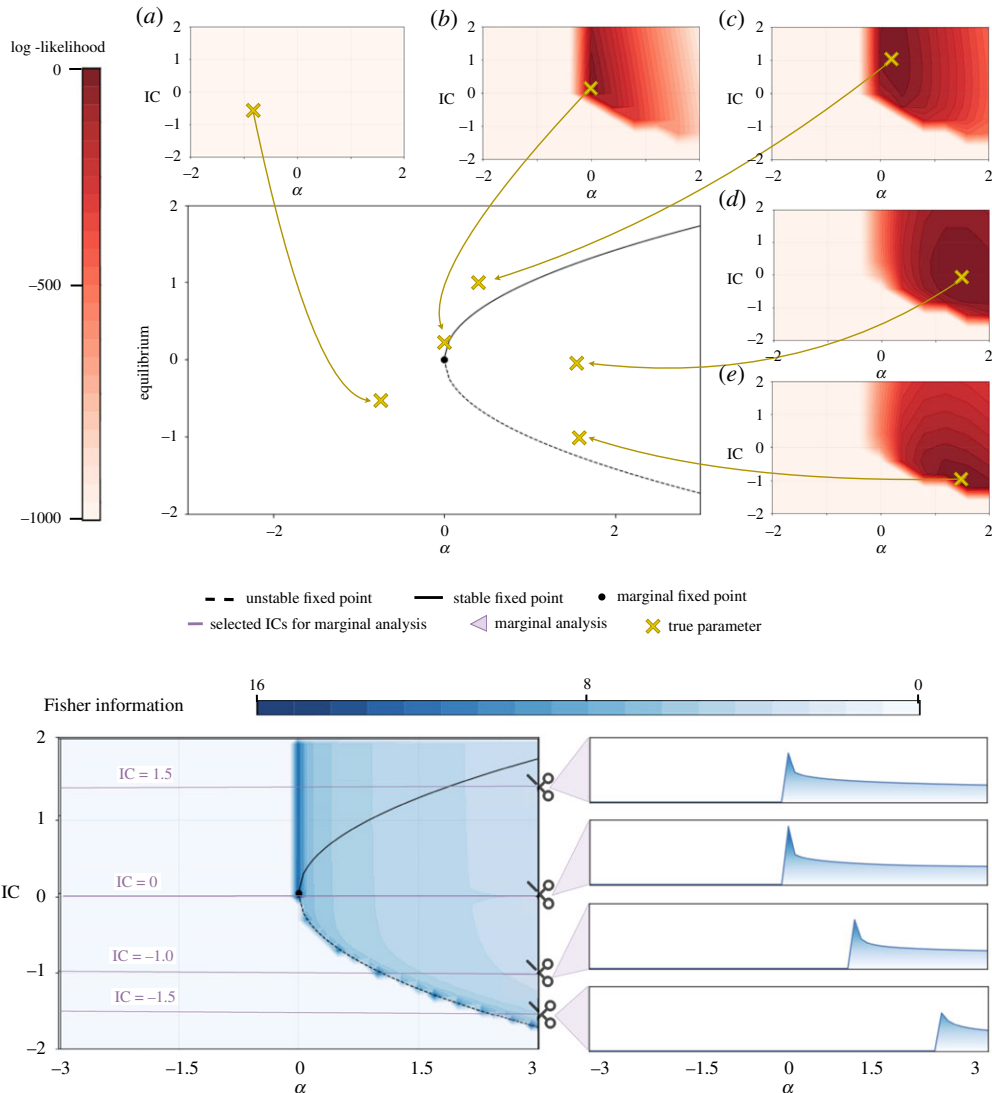 (a)
(b)
(c)
log -likelihood
0
−500
−1000
2
1
IC 0
−1
−2
−2 0 2
α
2
1
IC 0
−1
−2
−2 0 2
α
2
1
IC 0
−1
−2
−2 0 2
α
(d)
2
1
IC 0
−1
−2
−2 0 2
α
(e)
2
1
IC 0
−1
−2
−2 0 2
α
2
1
equilibrium 0
−1
−2
−2 0 2
α
unstable fixed point stable fixed point marginal fixed point
selected ICs for marginal analysis marginal analysis true parameter
16 8 0
Fisher information
2
IC = 1.5
1
IC = 0
IC 0
IC = −1.0
−1
IC = −1.5
−2
−3 −1.5 0 1.5 3
α
−3 −1.5 0 1.5 3
α